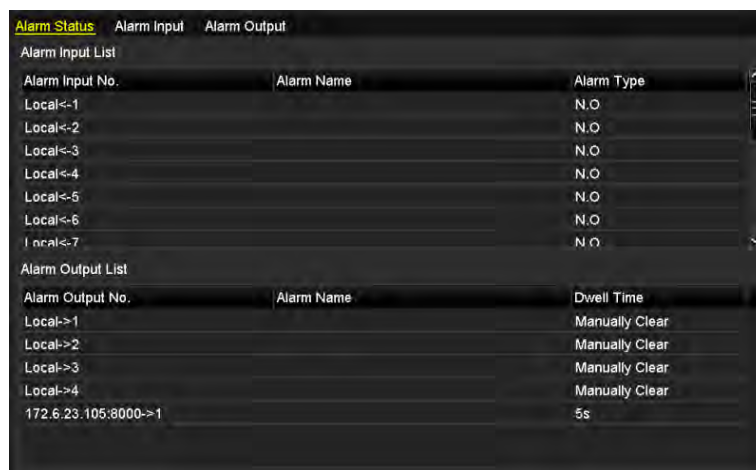 Alarm Status Alarm Input Alarm Output
Alarm Input List
Alarm Input No. Alarm Name Alarm Type
Local<-1 N.O
Local<-2 N.O
Local<-3 N.O
Local<-4 N.O
Local<-5 N.O
Local<-6 N.O
Local<-7 N.O
Alarm Output List
Alarm Output No. Alarm Name Dwell Time
Local->1 Manually Clear
Local->2 Manually Clear
Local->3 Manually Clear
Local->4 Manually Clear
172.6.23.105:8000->1 5s